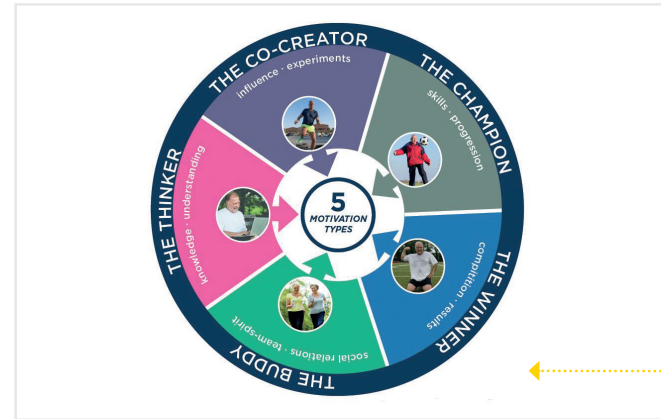 THE CO-CREATOR
influence · experiments
THE CHAMPION
skills · progression
THE WINNER
compitition · results
THE BUDDY
social relations · team-spirit
THE THINKER
knowledge · understanding
5
MOTIVATION
TYPES